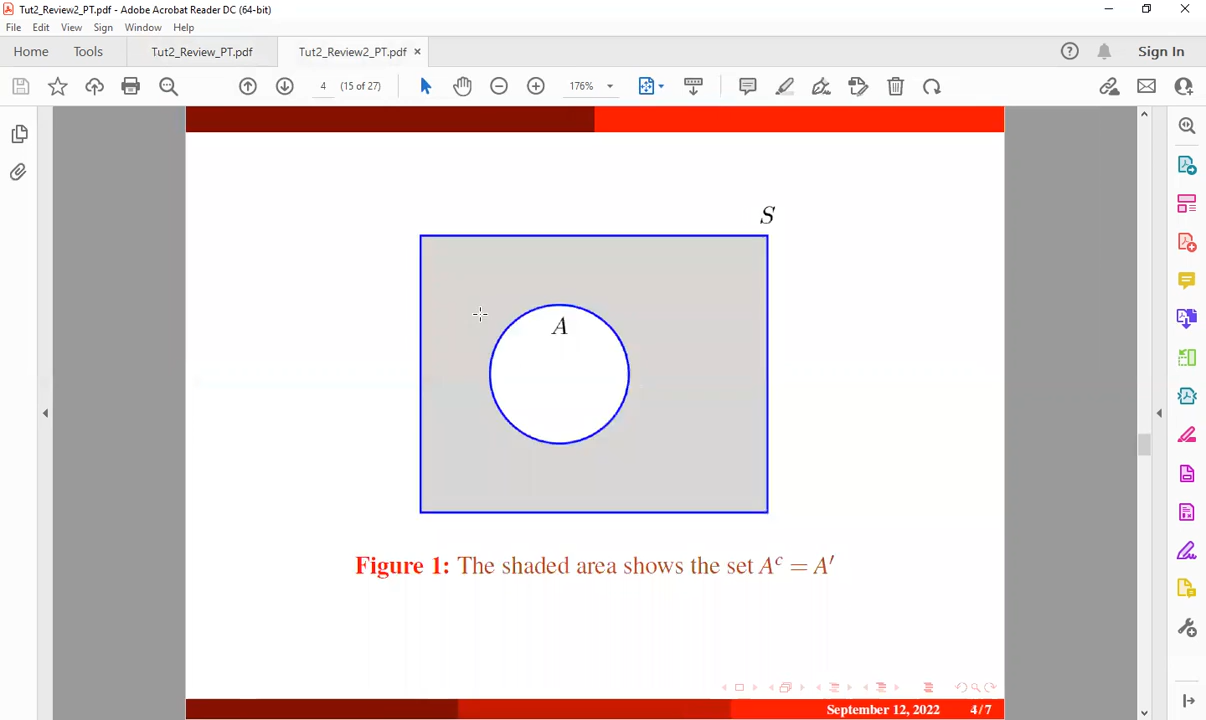 Tut2_Review2_PT.pdf - Adobe Acrobat Reader DC (64-bit)
File Edit View Sign Window Help
Home Tools Tut2_Review_PT.pdf Tut2_Review2_PT.pdf × Sign In
4 (15 of 27) 176%
S
A
Figure 1: The shaded area shows the set Aᶜ = A′
September 12, 2022 4/7